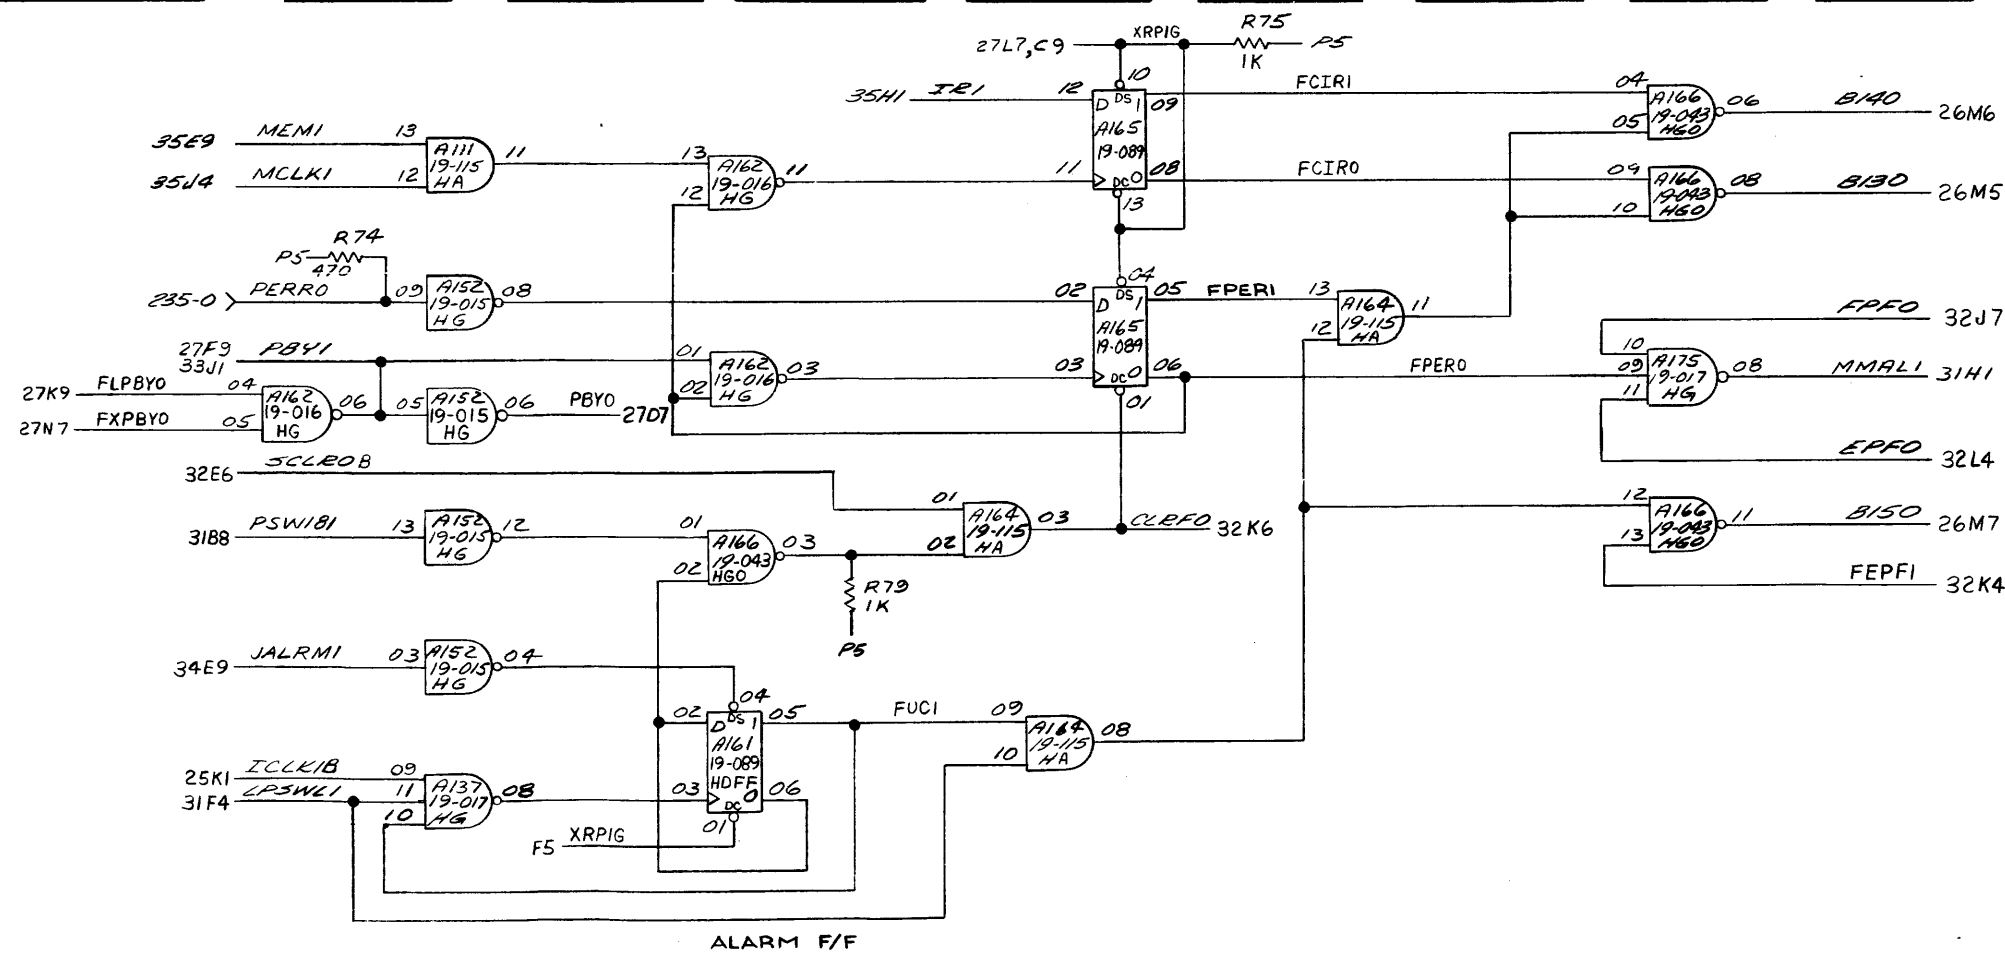 27L7,C9 XRPIG R75 1K P5
35H1 IR1 12 D DS 1 10 09 FCIR1
A165 19-089
11 DC 0 08 13 FCIR0
04 05 A166 19-043 HGO 06 B140 26M6
09 10 A166 19-043 HGO 08 B130 26M5
35E9 MEM1 13
35J4 MCLK1 12
A111 19-115 HA 11
13 12 A162 19-016 HG 11
P5 R74 470
235-0 PERRO 09 A152 19-015 HG 08
02 D DS 1 04 05 FPER1
A165 19-089
03 DC 0 06 01 FPERO
13 12 A164 19-115 HA 11
27F9 33J1 PBY1 01 02 A162 19-016 HG 03
27K9 FLPBYO 04
27N7 FXPBYO 05
A162 19-016 HG 06
05 A152 19-015 HG 06 PBYO 27D7
FPFO 32J7
10 09 11 A175 19-017 HG 08 MMAL1 31H1
EPFO 32L4
32E6 SCLROB 01 02 A164 19-115 HA 03 CLRFO 32K6
31B8 PSW181 13 A152 19-015 HG 12
01 02 A166 19-043 HGO 03
R79 1K P5
12 13 A166 19-043 HGO 11 B150 26M7
FEPF1 32K4
34E9 JALRM1 03 A152 19-015 HG 04
04 02 D DS 1 05 FUC1
A161 19-089 HDFF
03 DC 0 06 01
F5 XRPIG
09 10 A164 19-115 HA 08
25K1 ICLK1B 09
31F4 LPSWL1 11
10 A137 19-017 HG 08
ALARM F/F